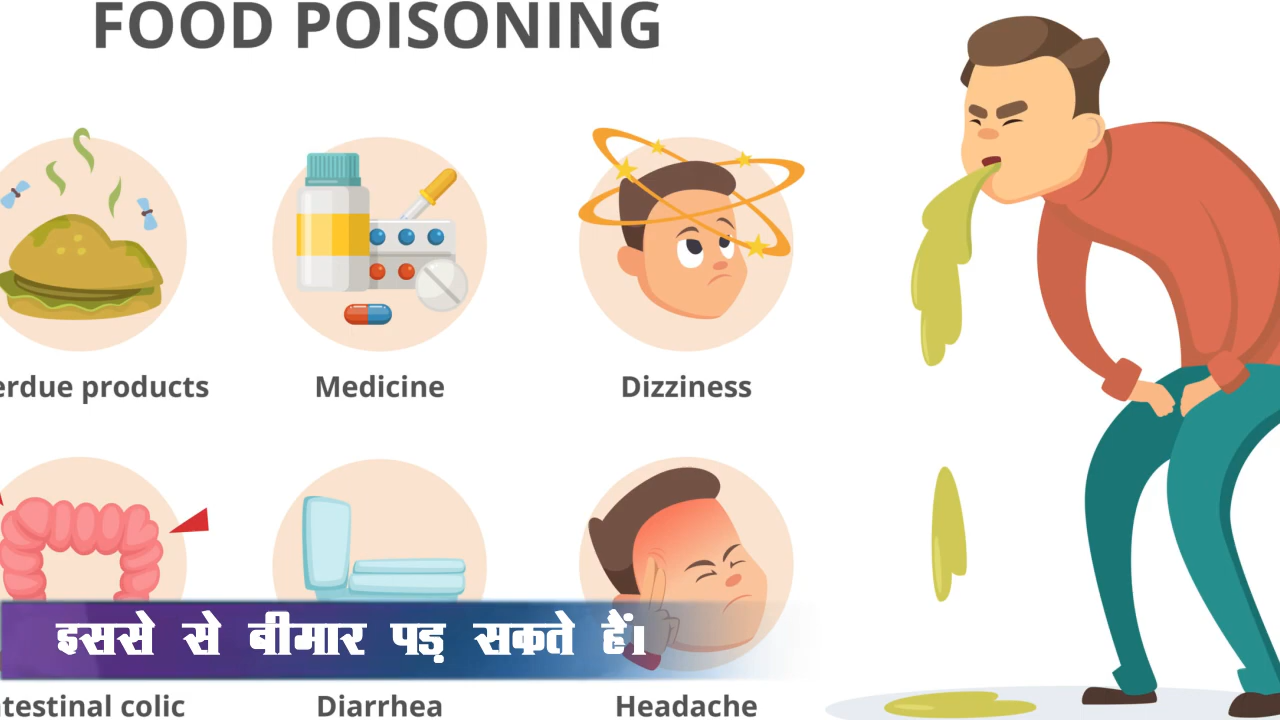 FOOD POISONING
erdue products
Medicine
Dizziness
इससे से बीमार पड़ सकते हैं।
testinal colic
Diarrhea
Headache